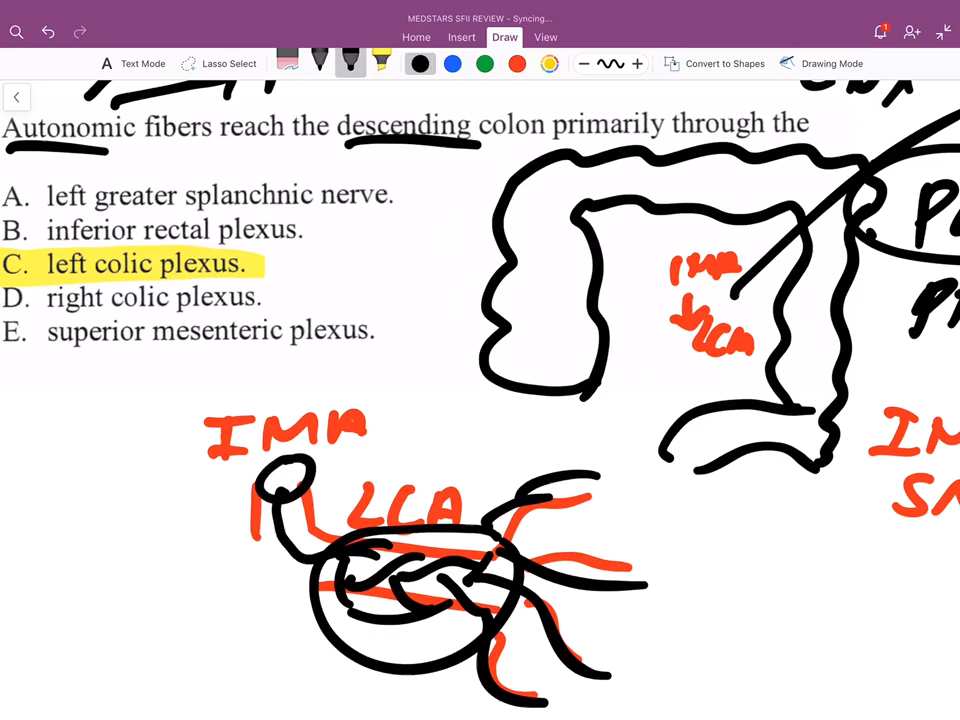 MEDSTARS SFII REVIEW - Syncing...
Home Insert Draw View
1
A Text Mode Lasso Select Convert to Shapes Drawing Mode
Autonomic fibers reach the descending colon primarily through the
A. left greater splanchnic nerve.
B. inferior rectal plexus.
C. left colic plexus.
D. right colic plexus.
E. superior mesenteric plexus.
IMA
LCA
IMA
LCA